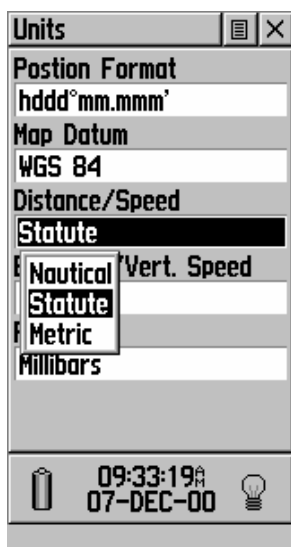 Units
Postion Format
hddd°mm.mmm'
Map Datum
WGS 84
Distance/Speed
Statute
/Vert. Speed
Nautical
Statute
Metric
Millibars
09:33:19AM
07-DEC-00